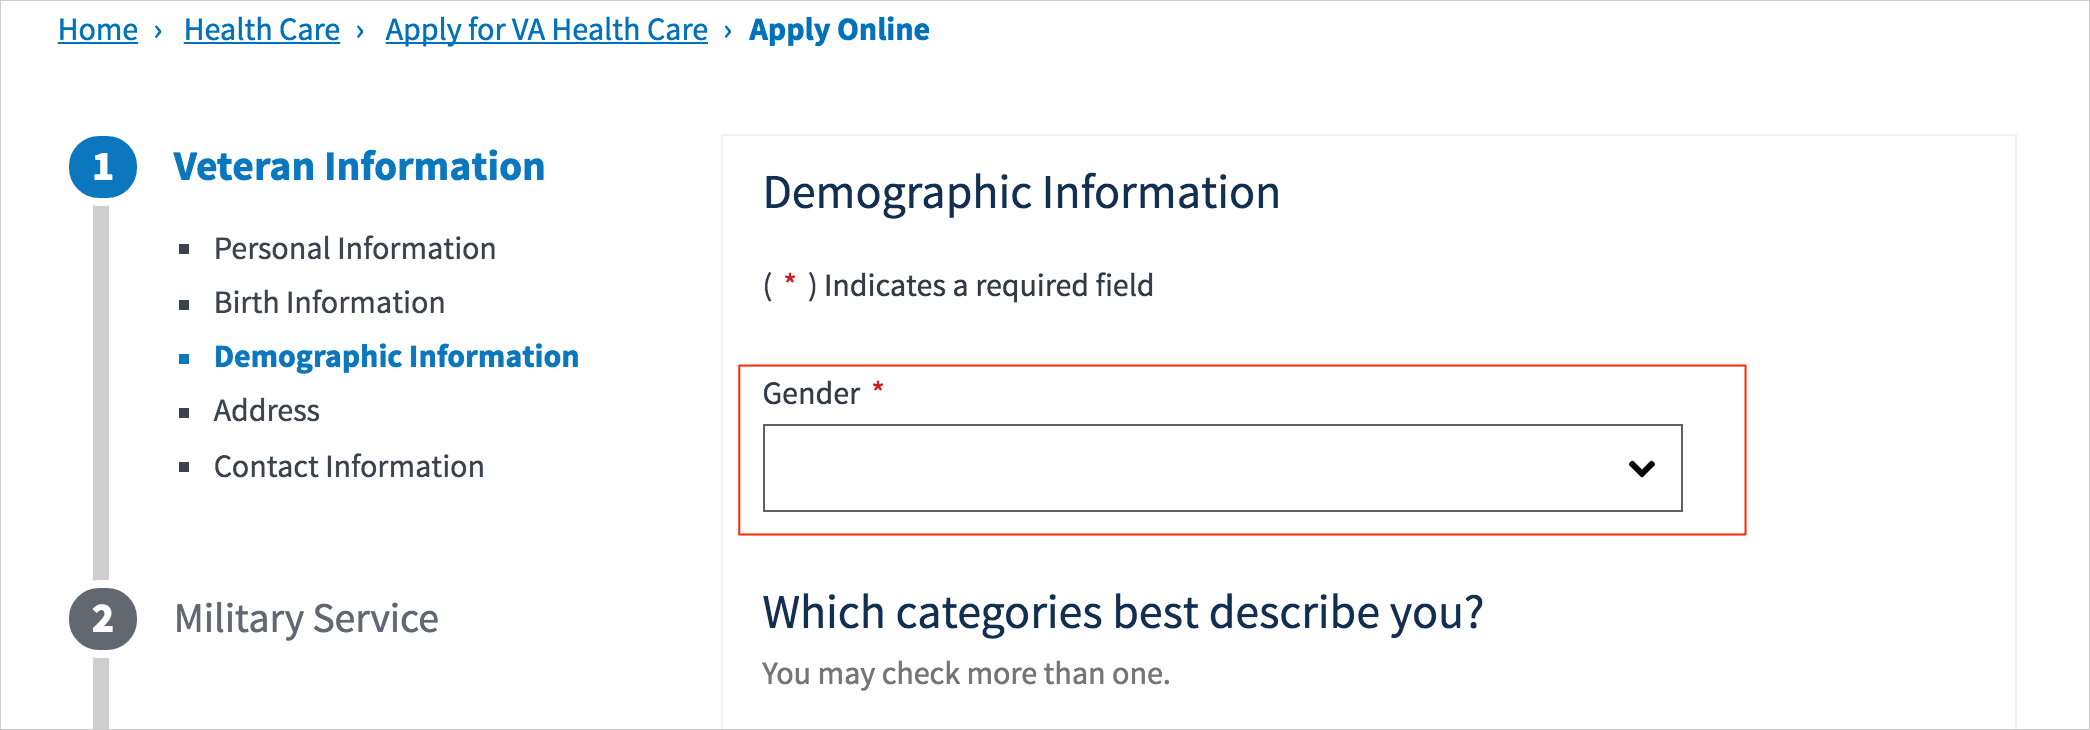 Home › Health Care › Apply for VA Health Care › Apply Online
1 Veteran Information
▪ Personal Information
▪ Birth Information
▪ Demographic Information
▪ Address
▪ Contact Information
2 Military Service
Demographic Information
( * ) Indicates a required field
Gender *
Which categories best describe you?
You may check more than one.